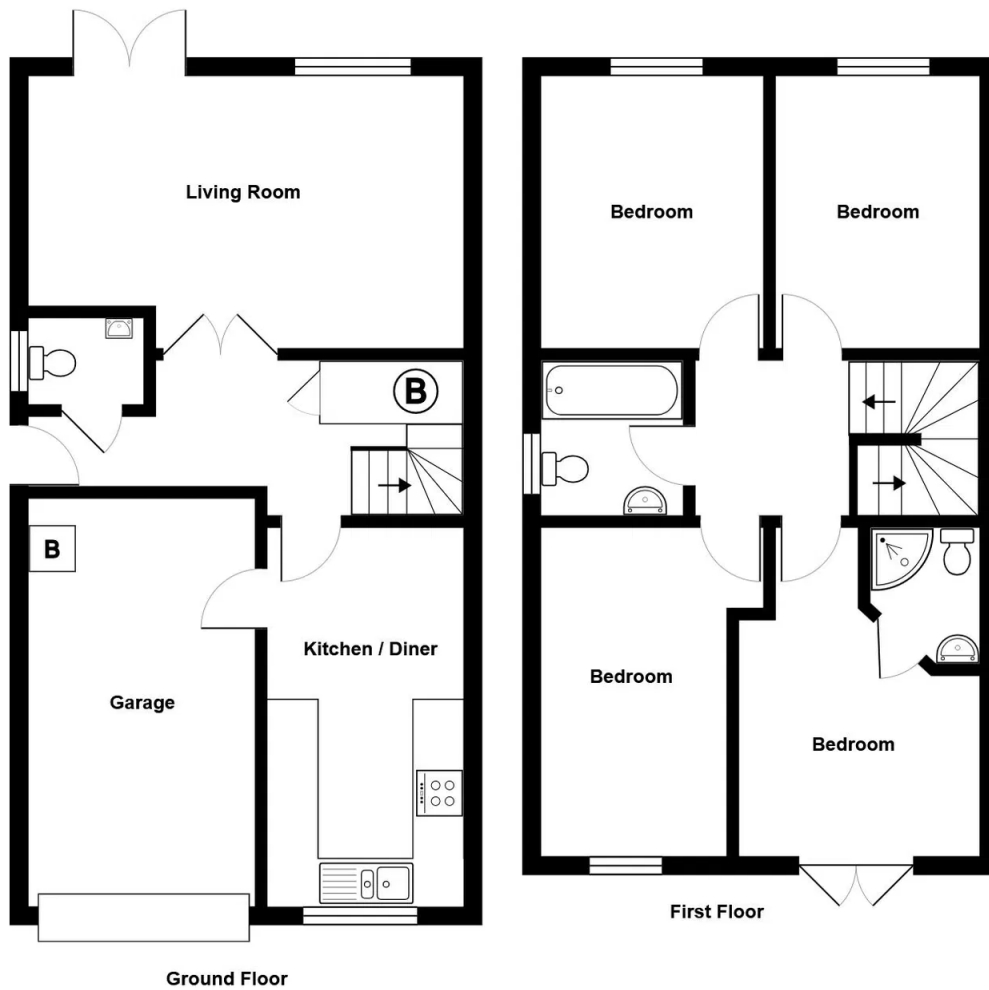 Living Room
B
B
Kitchen / Diner
Garage
Ground Floor
Bedroom
Bedroom
Bedroom
Bedroom
First Floor